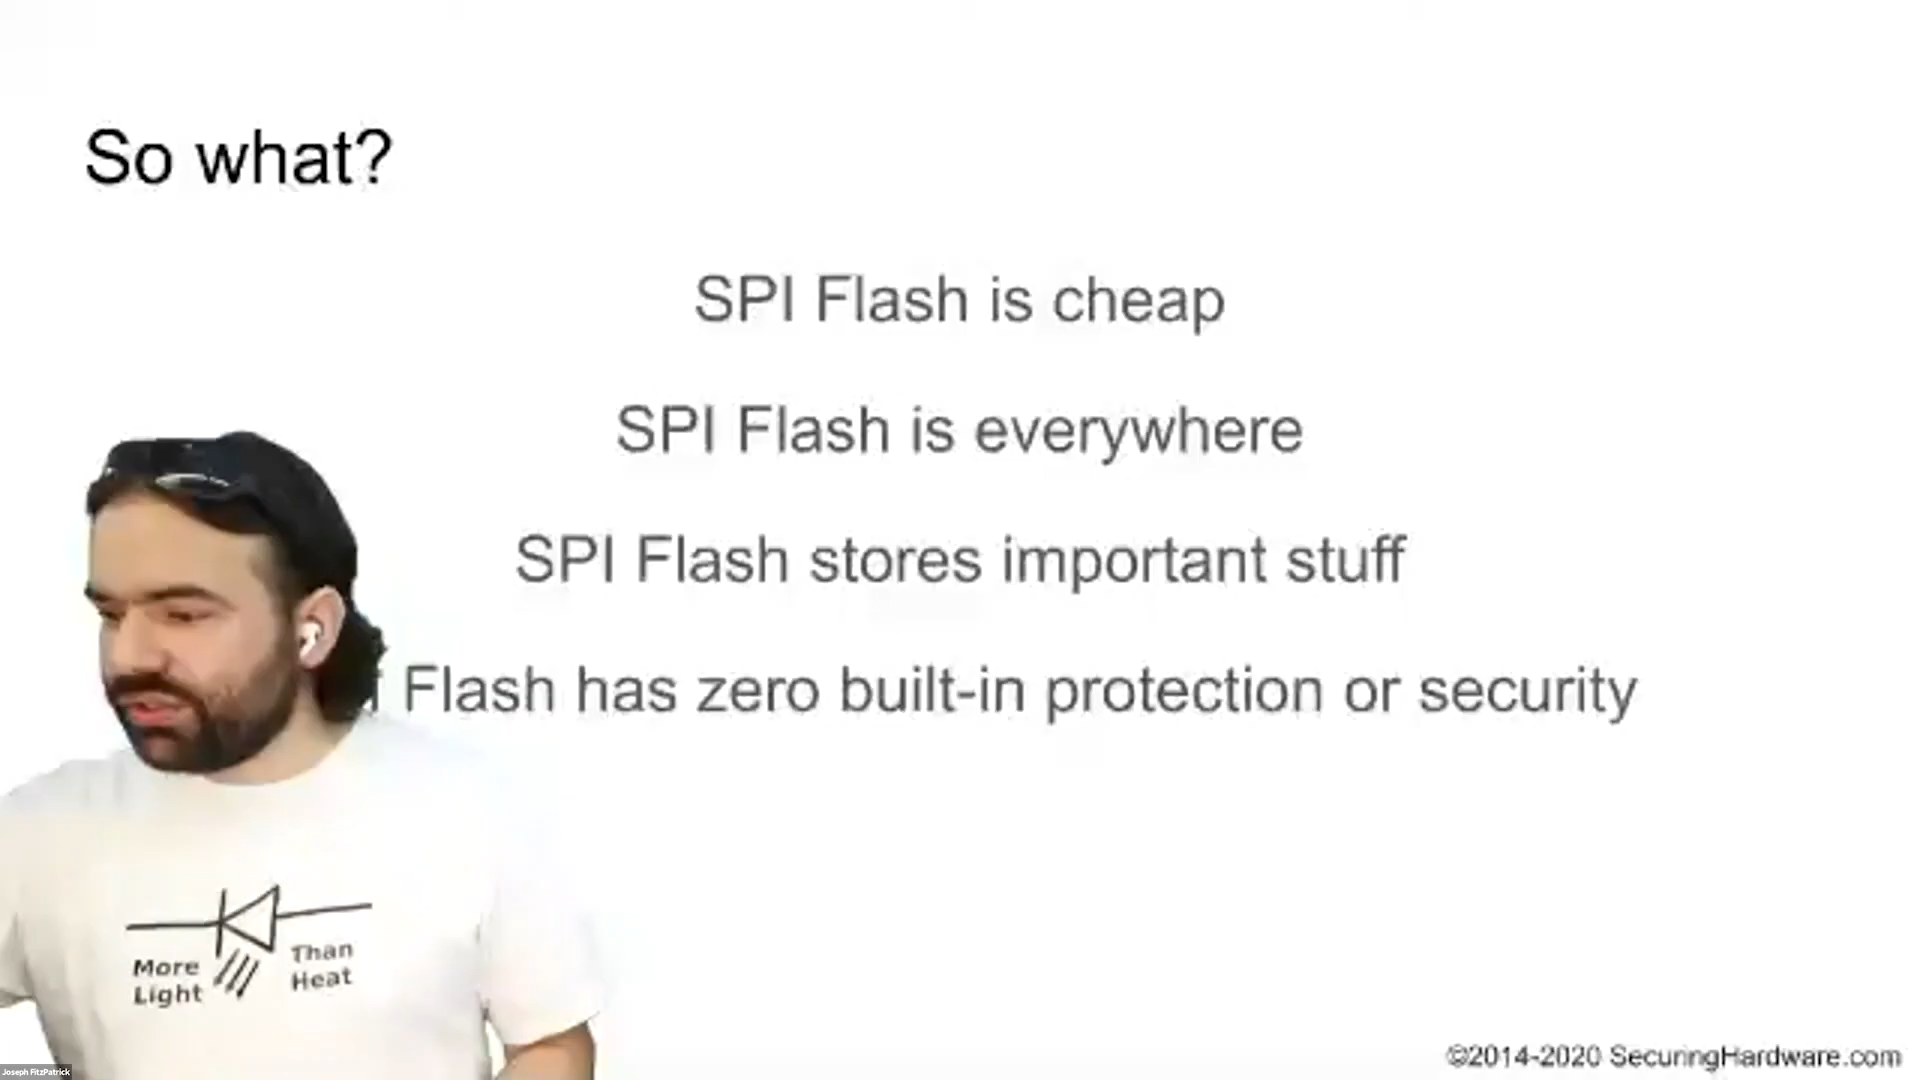 So what?
SPI Flash is cheap
SPI Flash is everywhere
SPI Flash stores important stuff
Flash has zero built-in protection or security
More Than
Light Heat
©2014-2020 SecuringHardware.com
Joseph FitzPatrick